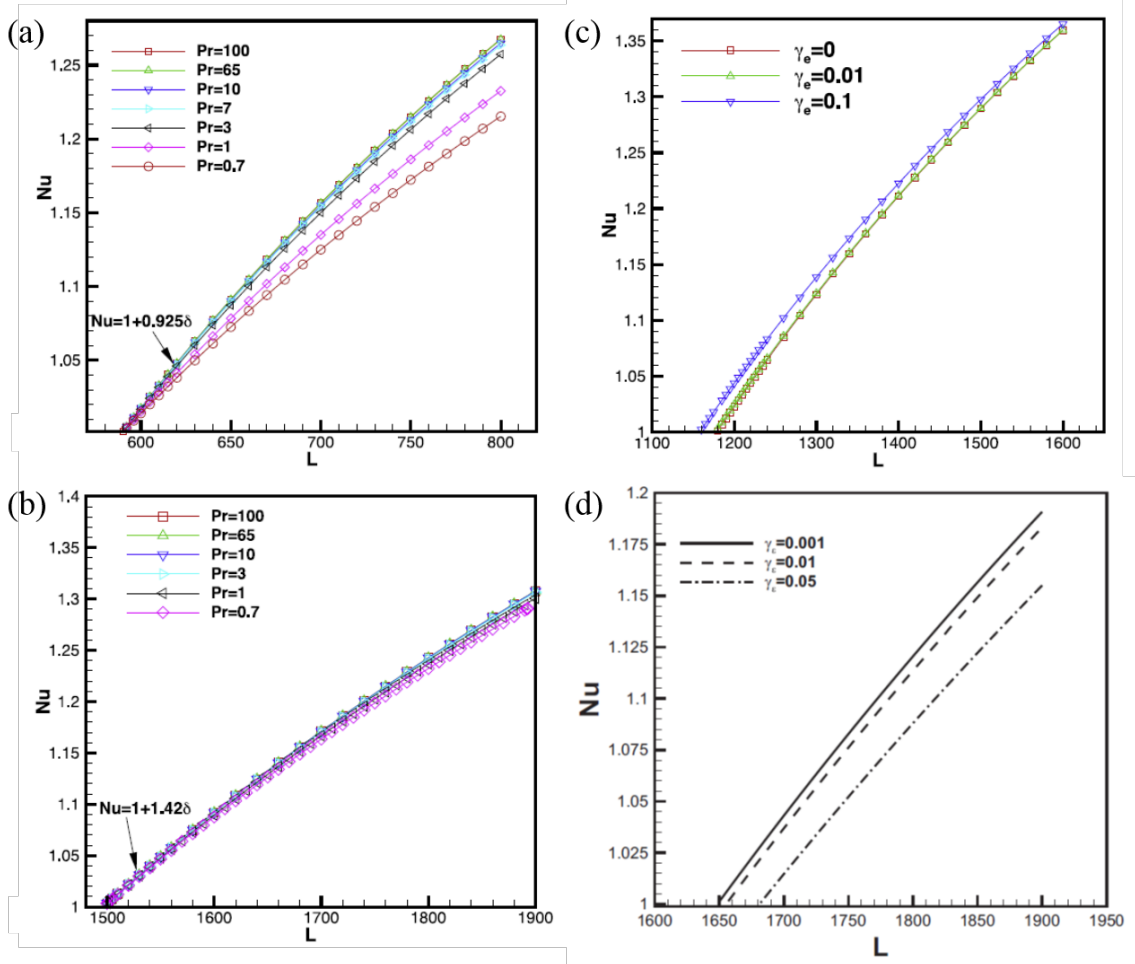 (a)
Pr=100
Pr=65
Pr=10
Pr=7
Pr=3
Pr=1
Pr=0.7
Nu=1+0.925δ
Nu
1.25
1.2
1.15
1.1
1.05
600 650 700 750 800
L
(c)
γe=0
γe=0.01
γe=0.1
Nu
1.35
1.3
1.25
1.2
1.15
1.1
1.05
1
1100 1200 1300 1400 1500 1600
L
(b)
Pr=100
Pr=65
Pr=10
Pr=3
Pr=1
Pr=0.7
Nu=1+1.42δ
Nu
1.4
1.35
1.3
1.25
1.2
1.15
1.1
1.05
1
1500 1600 1700 1800 1900
L
(d)
γε=0.001
γε=0.01
γε=0.05
Nu
1.2
1.175
1.15
1.125
1.1
1.075
1.05
1.025
1
1600 1650 1700 1750 1800 1850 1900 1950
L